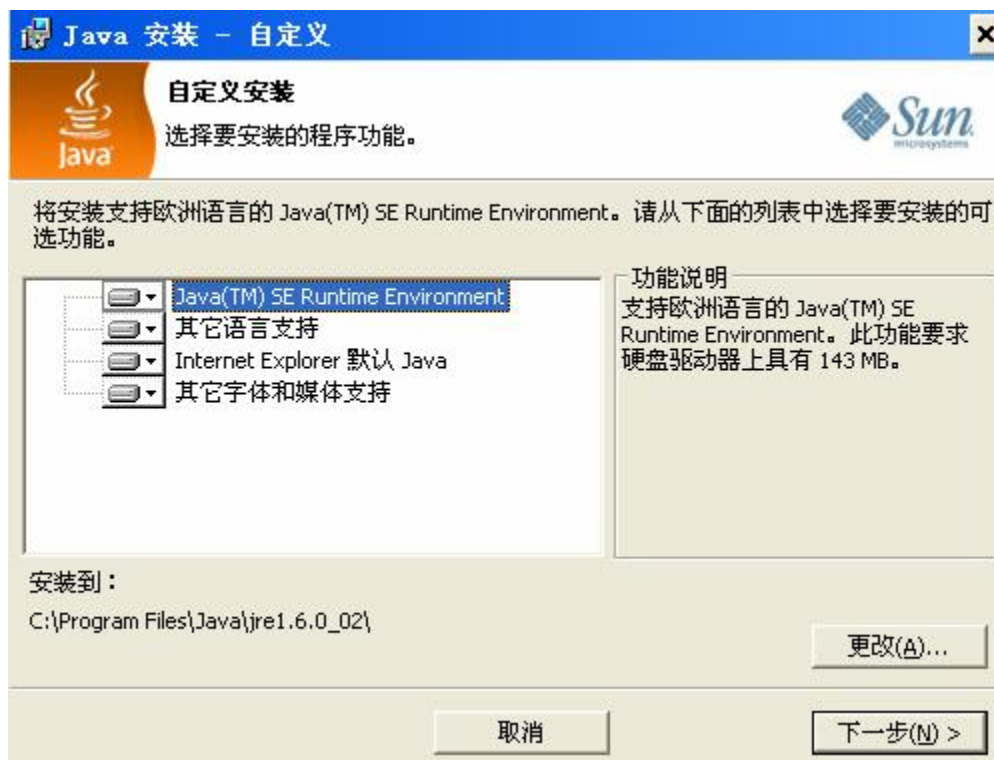 Java 安装 - 自定义
自定义安装
选择要安装的程序功能。
Java
Sun
microsystems
将安装支持欧洲语言的 Java(TM) SE Runtime Environment。请从下面的列表中选择要安装的可
选功能。
Java(TM) SE Runtime Environment
其它语言支持
Internet Explorer 默认 Java
其它字体和媒体支持
功能说明
支持欧洲语言的 Java(TM) SE
Runtime Environment。此功能要求
硬盘驱动器上具有 143 MB。
安装到：
C:\Program Files\Java\jre1.6.0_02\
更改(A)...
取消
下一步(N) >